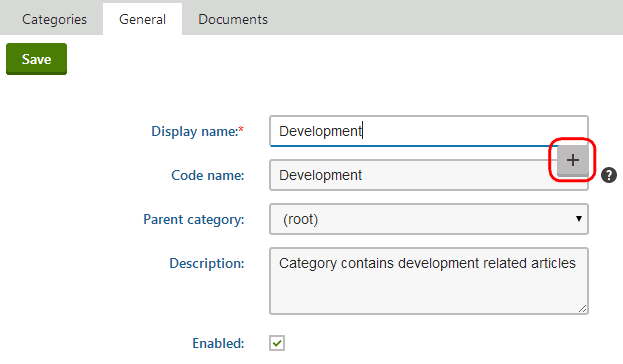 Categories General Documents
Save
Display name:* Development
+
Code name: Development ?
Parent category: (root)
Description: Category contains development related articles
Enabled: